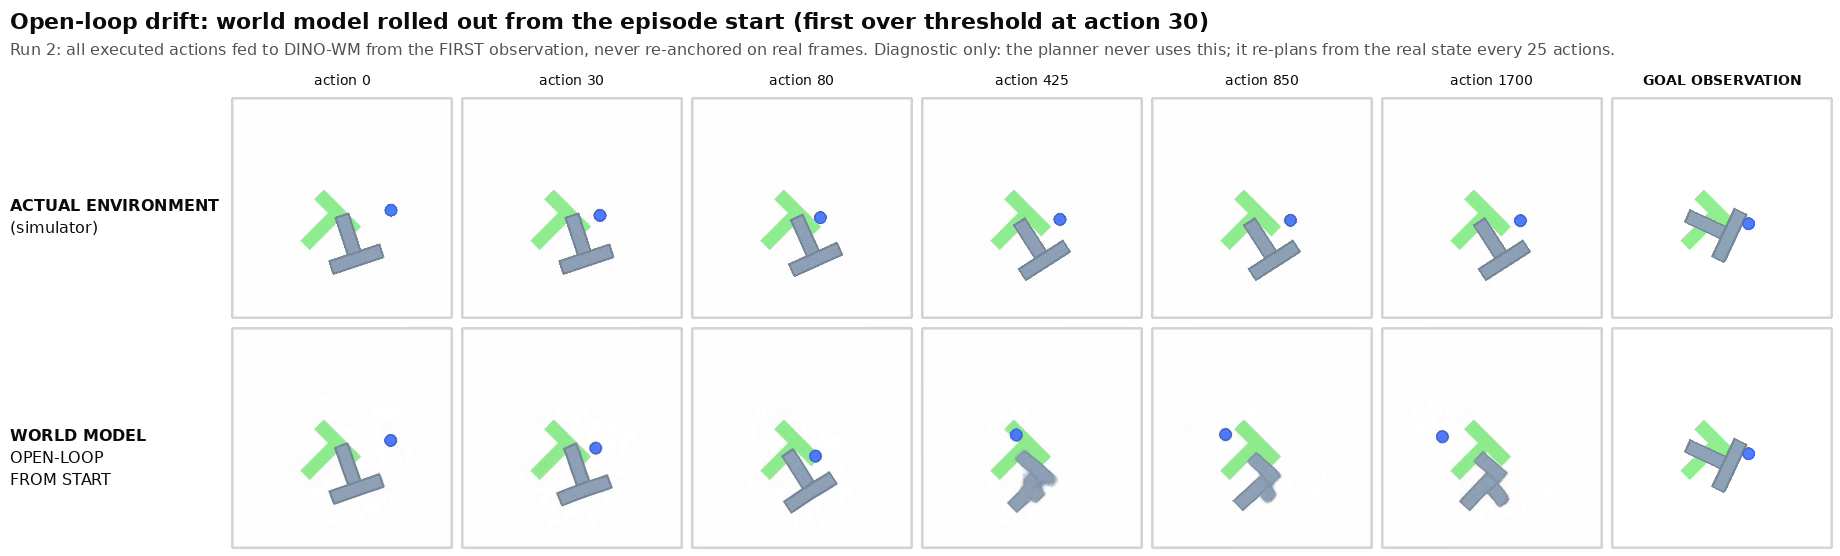 Open-loop drift: world model rolled out from the episode start (first over threshold at action 30)
Run 2: all executed actions fed to DINO-WM from the FIRST observation, never re-anchored on real frames. Diagnostic only: the planner never uses this; it re-plans from the real state every 25 actions.
action 0 action 30 action 80 action 425 action 850 action 1700 GOAL OBSERVATION
ACTUAL ENVIRONMENT
(simulator)
WORLD MODEL
OPEN-LOOP
FROM START